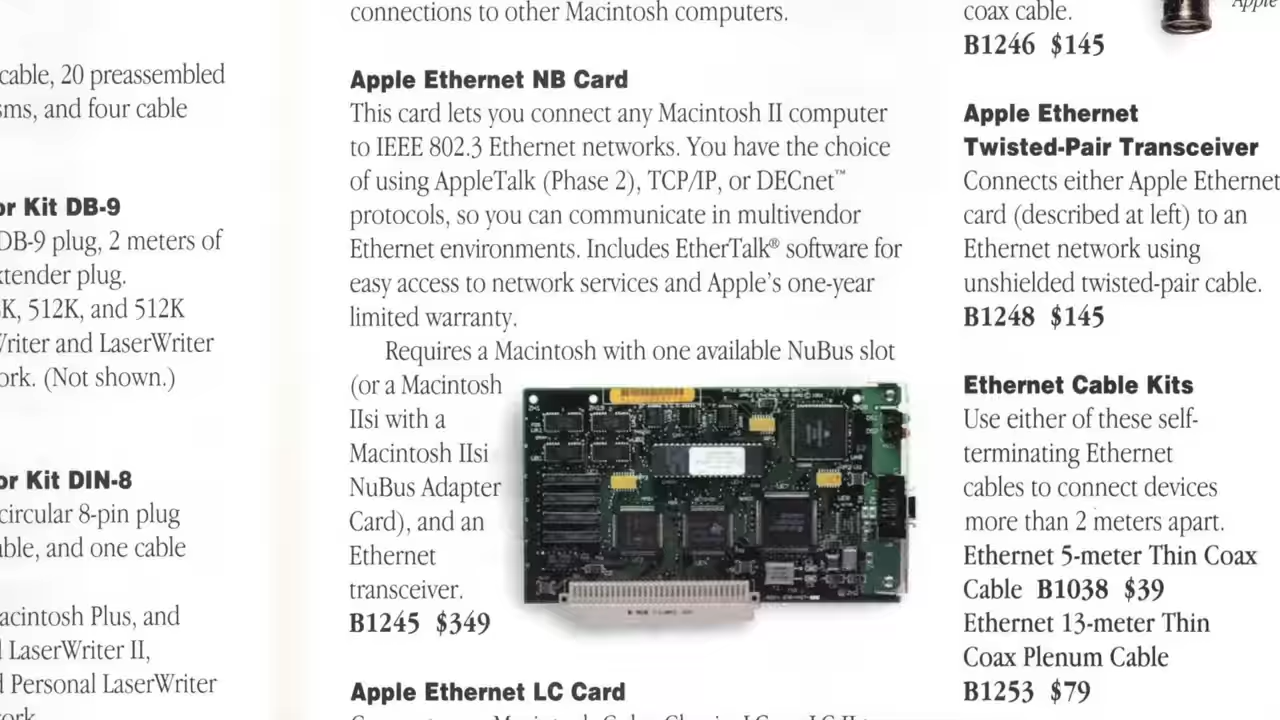 cable, 20 preassembled
sms, and four cable
or Kit DB-9
DB-9 plug, 2 meters of
xtender plug.
K, 512K, and 512K
Writer and LaserWriter
ork. (Not shown.)
or Kit DIN-8
circular 8-pin plug
able, and one cable
acintosh Plus, and
LaserWriter II,
Personal LaserWriter
connections to other Macintosh computers.
Apple Ethernet NB Card
This card lets you connect any Macintosh II computer
to IEEE 802.3 Ethernet networks. You have the choice
of using AppleTalk (Phase 2), TCP/IP, or DECnet™
protocols, so you can communicate in multivendor
Ethernet environments. Includes EtherTalk® software for
easy access to network services and Apple's one-year
limited warranty.
Requires a Macintosh with one available NuBus slot
(or a Macintosh
IIsi with a
Macintosh IIsi
NuBus Adapter
Card), and an
Ethernet
transceiver.
B1245 $349
Apple Ethernet LC Card
coax cable.
B1246 $145
Apple
Apple Ethernet
Twisted-Pair Transceiver
Connects either Apple Ethernet
card (described at left) to an
Ethernet network using
unshielded twisted-pair cable.
B1248 $145
Ethernet Cable Kits
Use either of these self-
terminating Ethernet
cables to connect devices
more than 2 meters apart.
Ethernet 5-meter Thin Coax
Cable B1038 $39
Ethernet 13-meter Thin
Coax Plenum Cable
B1253 $79